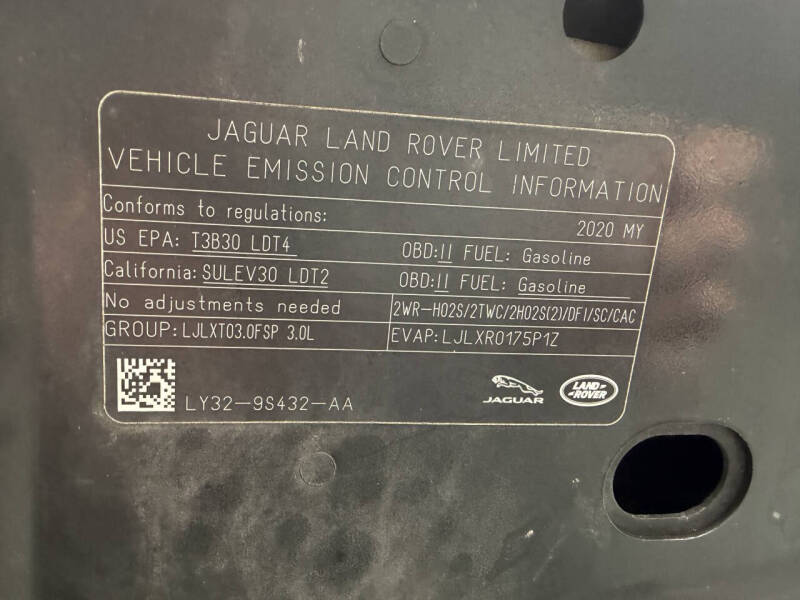 JAGUAR LAND ROVER LIMITED
VEHICLE EMISSION CONTROL INFORMATION
Conforms to regulations: 2020 MY
US EPA: T3B30 LDT4 OBD:II FUEL: Gasoline
California: SULEV30 LDT2 OBD:II FUEL: Gasoline
No adjustments needed 2WR-HO2S/2TWC/2HO2S(2)/DFI/SC/CAC
GROUP: LJLXT03.0FSP 3.0L EVAP: LJLXR0175P1Z
LY32-9S432-AA
JAGUAR
LAND-
-ROVER